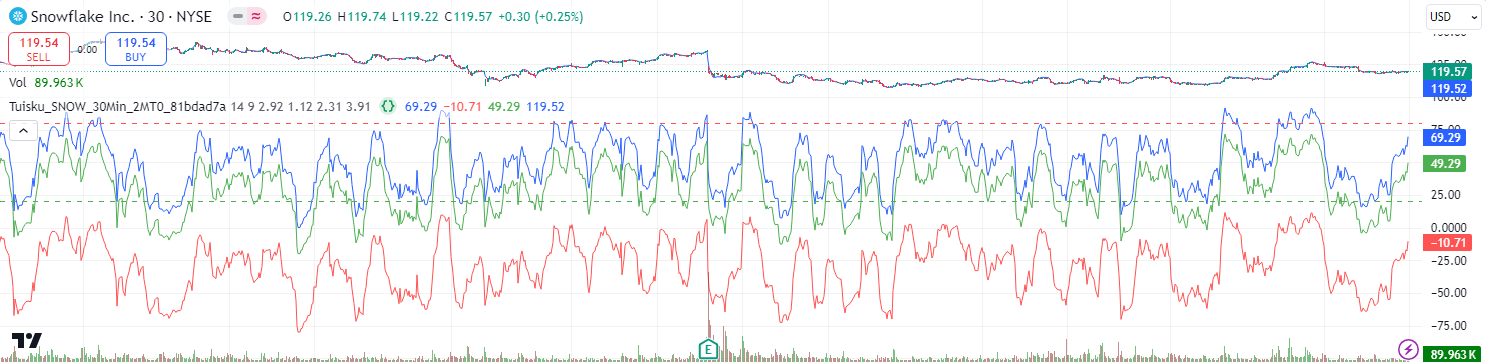 Snowflake Inc. · 30 · NYSE O119.26 H119.74 L119.22 C119.57 +0.30 (+0.25%)
USD
119.54 SELL
0.00
119.54 BUY
Vol 89.963 K
Tuisku_SNOW_30Min_2MT0_81bdad7a 14 9 2.92 1.12 2.31 3.91 {} 69.29 −10.71 49.29 119.52
119.57
119.52
100.00
75.00
69.29
49.29
25.00
0.0000
−10.71
−25.00
−50.00
−75.00
89.963 K
E